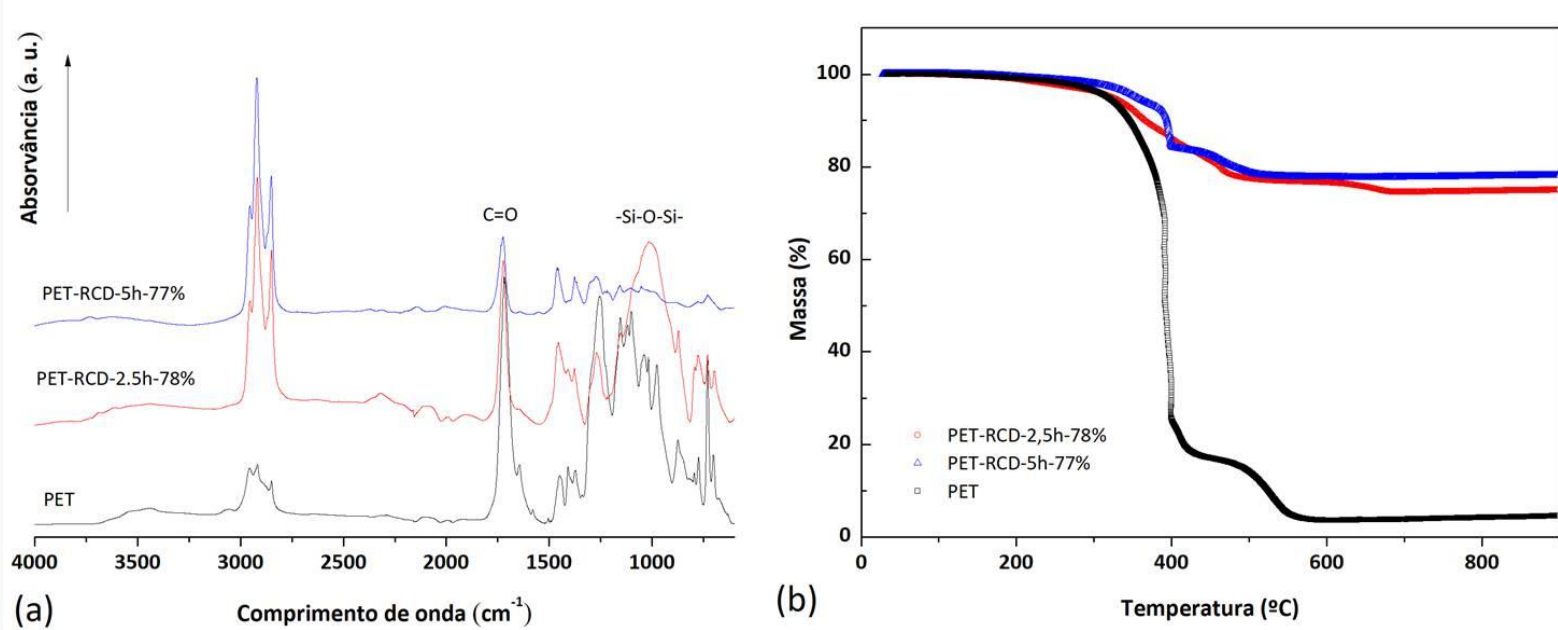 Absorvância (a. u.)
C=O
-Si-O-Si-
PET-RCD-5h-77%
PET-RCD-2.5h-78%
PET
4000
3500
3000
2500
2000
1500
1000
(a)
Comprimento de onda (cm-1)
Massa (%)
100
80
60
40
20
0
PET-RCD-2,5h-78%
PET-RCD-5h-77%
PET
0
200
400
600
800
(b)
Temperatura (ºC)